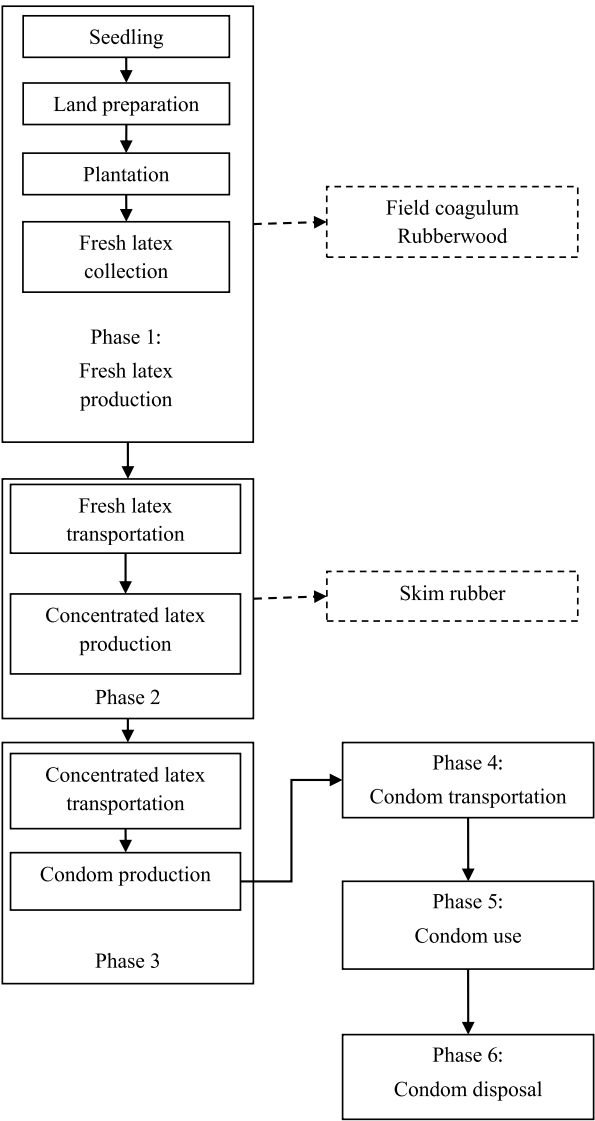 Seedling
Land preparation
Plantation
Fresh latex
collection
Phase 1:
Fresh latex
production
Field coagulum
Rubberwood
Fresh latex
transportation
Concentrated latex
production
Phase 2
Skim rubber
Concentrated latex
transportation
Condom production
Phase 3
Phase 4:
Condom transportation
Phase 5:
Condom use
Phase 6:
Condom disposal